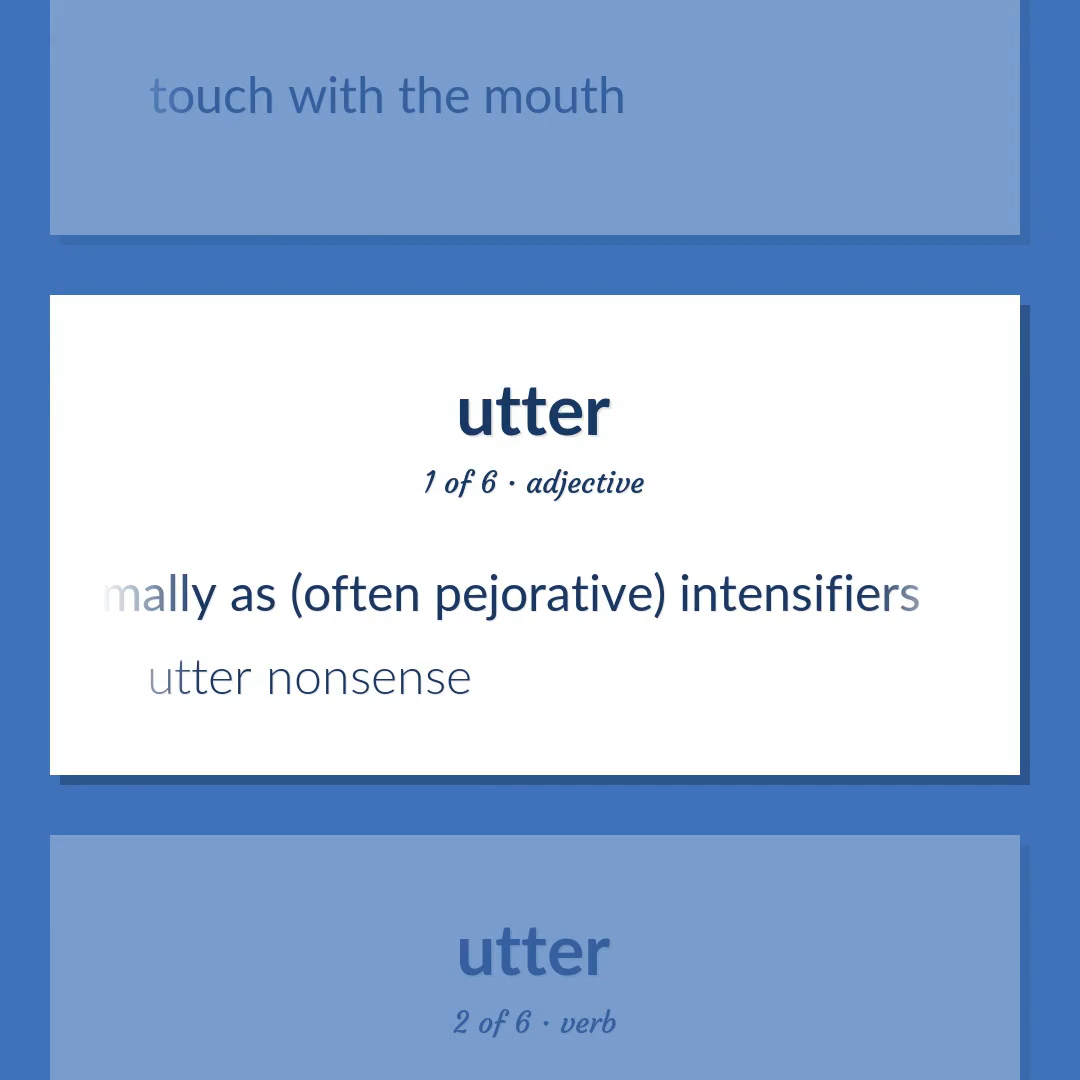 touch with the mouth
utter
1 of 6 · adjective
mally as (often pejorative) intensifiers
utter nonsense
utter
2 of 6 · verb